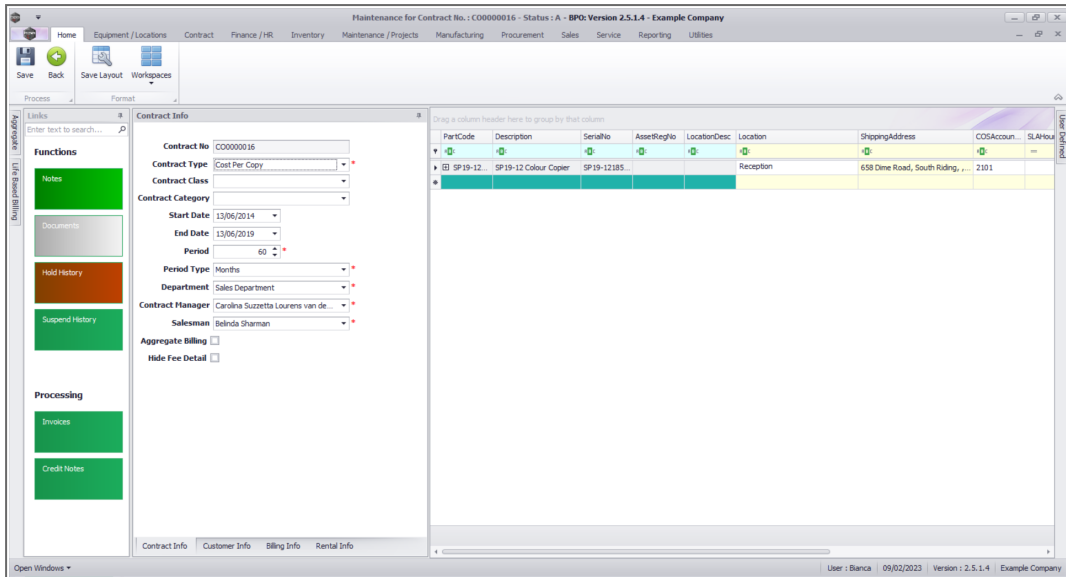 Maintenance for Contract No. : CO0000016 - Status : A - BPO: Version 2.5.1.4 - Example Company
Home Equipment / Locations Contract Finance / HR Inventory Maintenance / Projects Manufacturing Procurement Sales Service Reporting Utilities
Save Back Save Layout Workspaces
Process Format
Aggregate
Life Based Billing
Links
Enter text to search...
Functions
Notes
Documents
Hold History
Suspend History
Processing
Invoices
Credit Notes
Contract Info
Contract No CO0000016
Contract Type Cost Per Copy *
Contract Class
Contract Category
Start Date 13/06/2014
End Date 13/06/2019
Period 60 *
Period Type Months *
Department Sales Department *
Contract Manager Carolina Suzzetta Lourens van de... *
Salesman Belinda Sharman *
Aggregate Billing
Hide Fee Detail
Contract Info Customer Info Billing Info Rental Info
Drag a column header here to group by that column
PartCode Description SerialNo AssetRegNo LocationDesc Location ShippingAddress COSAccoun... SLAHour
SP19-12... SP19-12 Colour Copier SP19-12185... Reception 658 Dime Road, South Riding, ,... 2101
User Defined
Open Windows User : Bianca 09/02/2023 Version : 2.5.1.4 Example Company